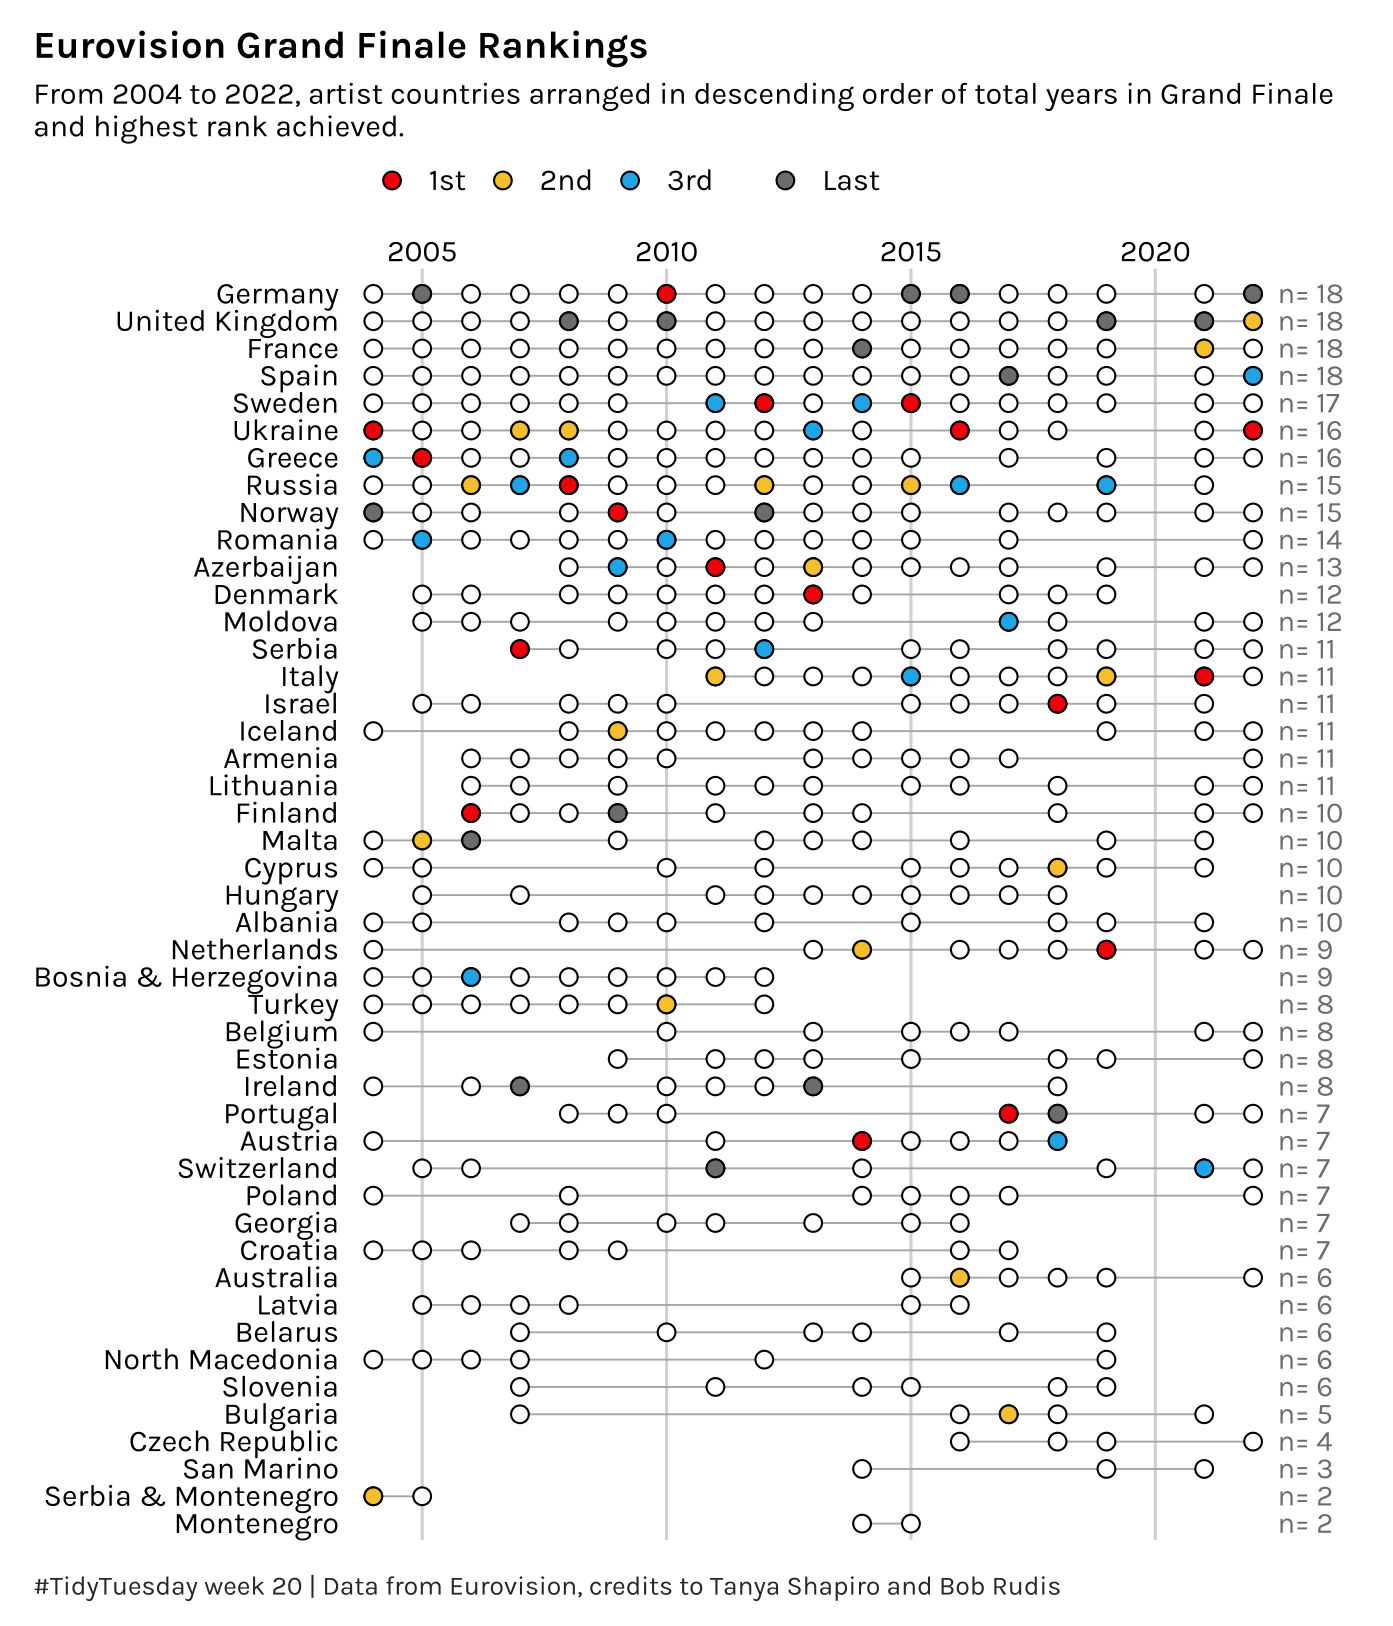 Eurovision Grand Finale Rankings
From 2004 to 2022, artist countries arranged in descending order of total years in Grand Finale
and highest rank achieved.
1st 2nd 3rd Last
2005 2010 2015 2020
Germany n= 18
United Kingdom n= 18
France n= 18
Spain n= 18
Sweden n= 17
Ukraine n= 16
Greece n= 16
Russia n= 15
Norway n= 15
Romania n= 14
Azerbaijan n= 13
Denmark n= 12
Moldova n= 12
Serbia n= 11
Italy n= 11
Israel n= 11
Iceland n= 11
Armenia n= 11
Lithuania n= 11
Finland n= 10
Malta n= 10
Cyprus n= 10
Hungary n= 10
Albania n= 10
Netherlands n= 9
Bosnia & Herzegovina n= 9
Turkey n= 8
Belgium n= 8
Estonia n= 8
Ireland n= 8
Portugal n= 7
Austria n= 7
Switzerland n= 7
Poland n= 7
Georgia n= 7
Croatia n= 7
Australia n= 6
Latvia n= 6
Belarus n= 6
North Macedonia n= 6
Slovenia n= 6
Bulgaria n= 5
Czech Republic n= 4
San Marino n= 3
Serbia & Montenegro n= 2
Montenegro n= 2
#TidyTuesday week 20 | Data from Eurovision, credits to Tanya Shapiro and Bob Rudis